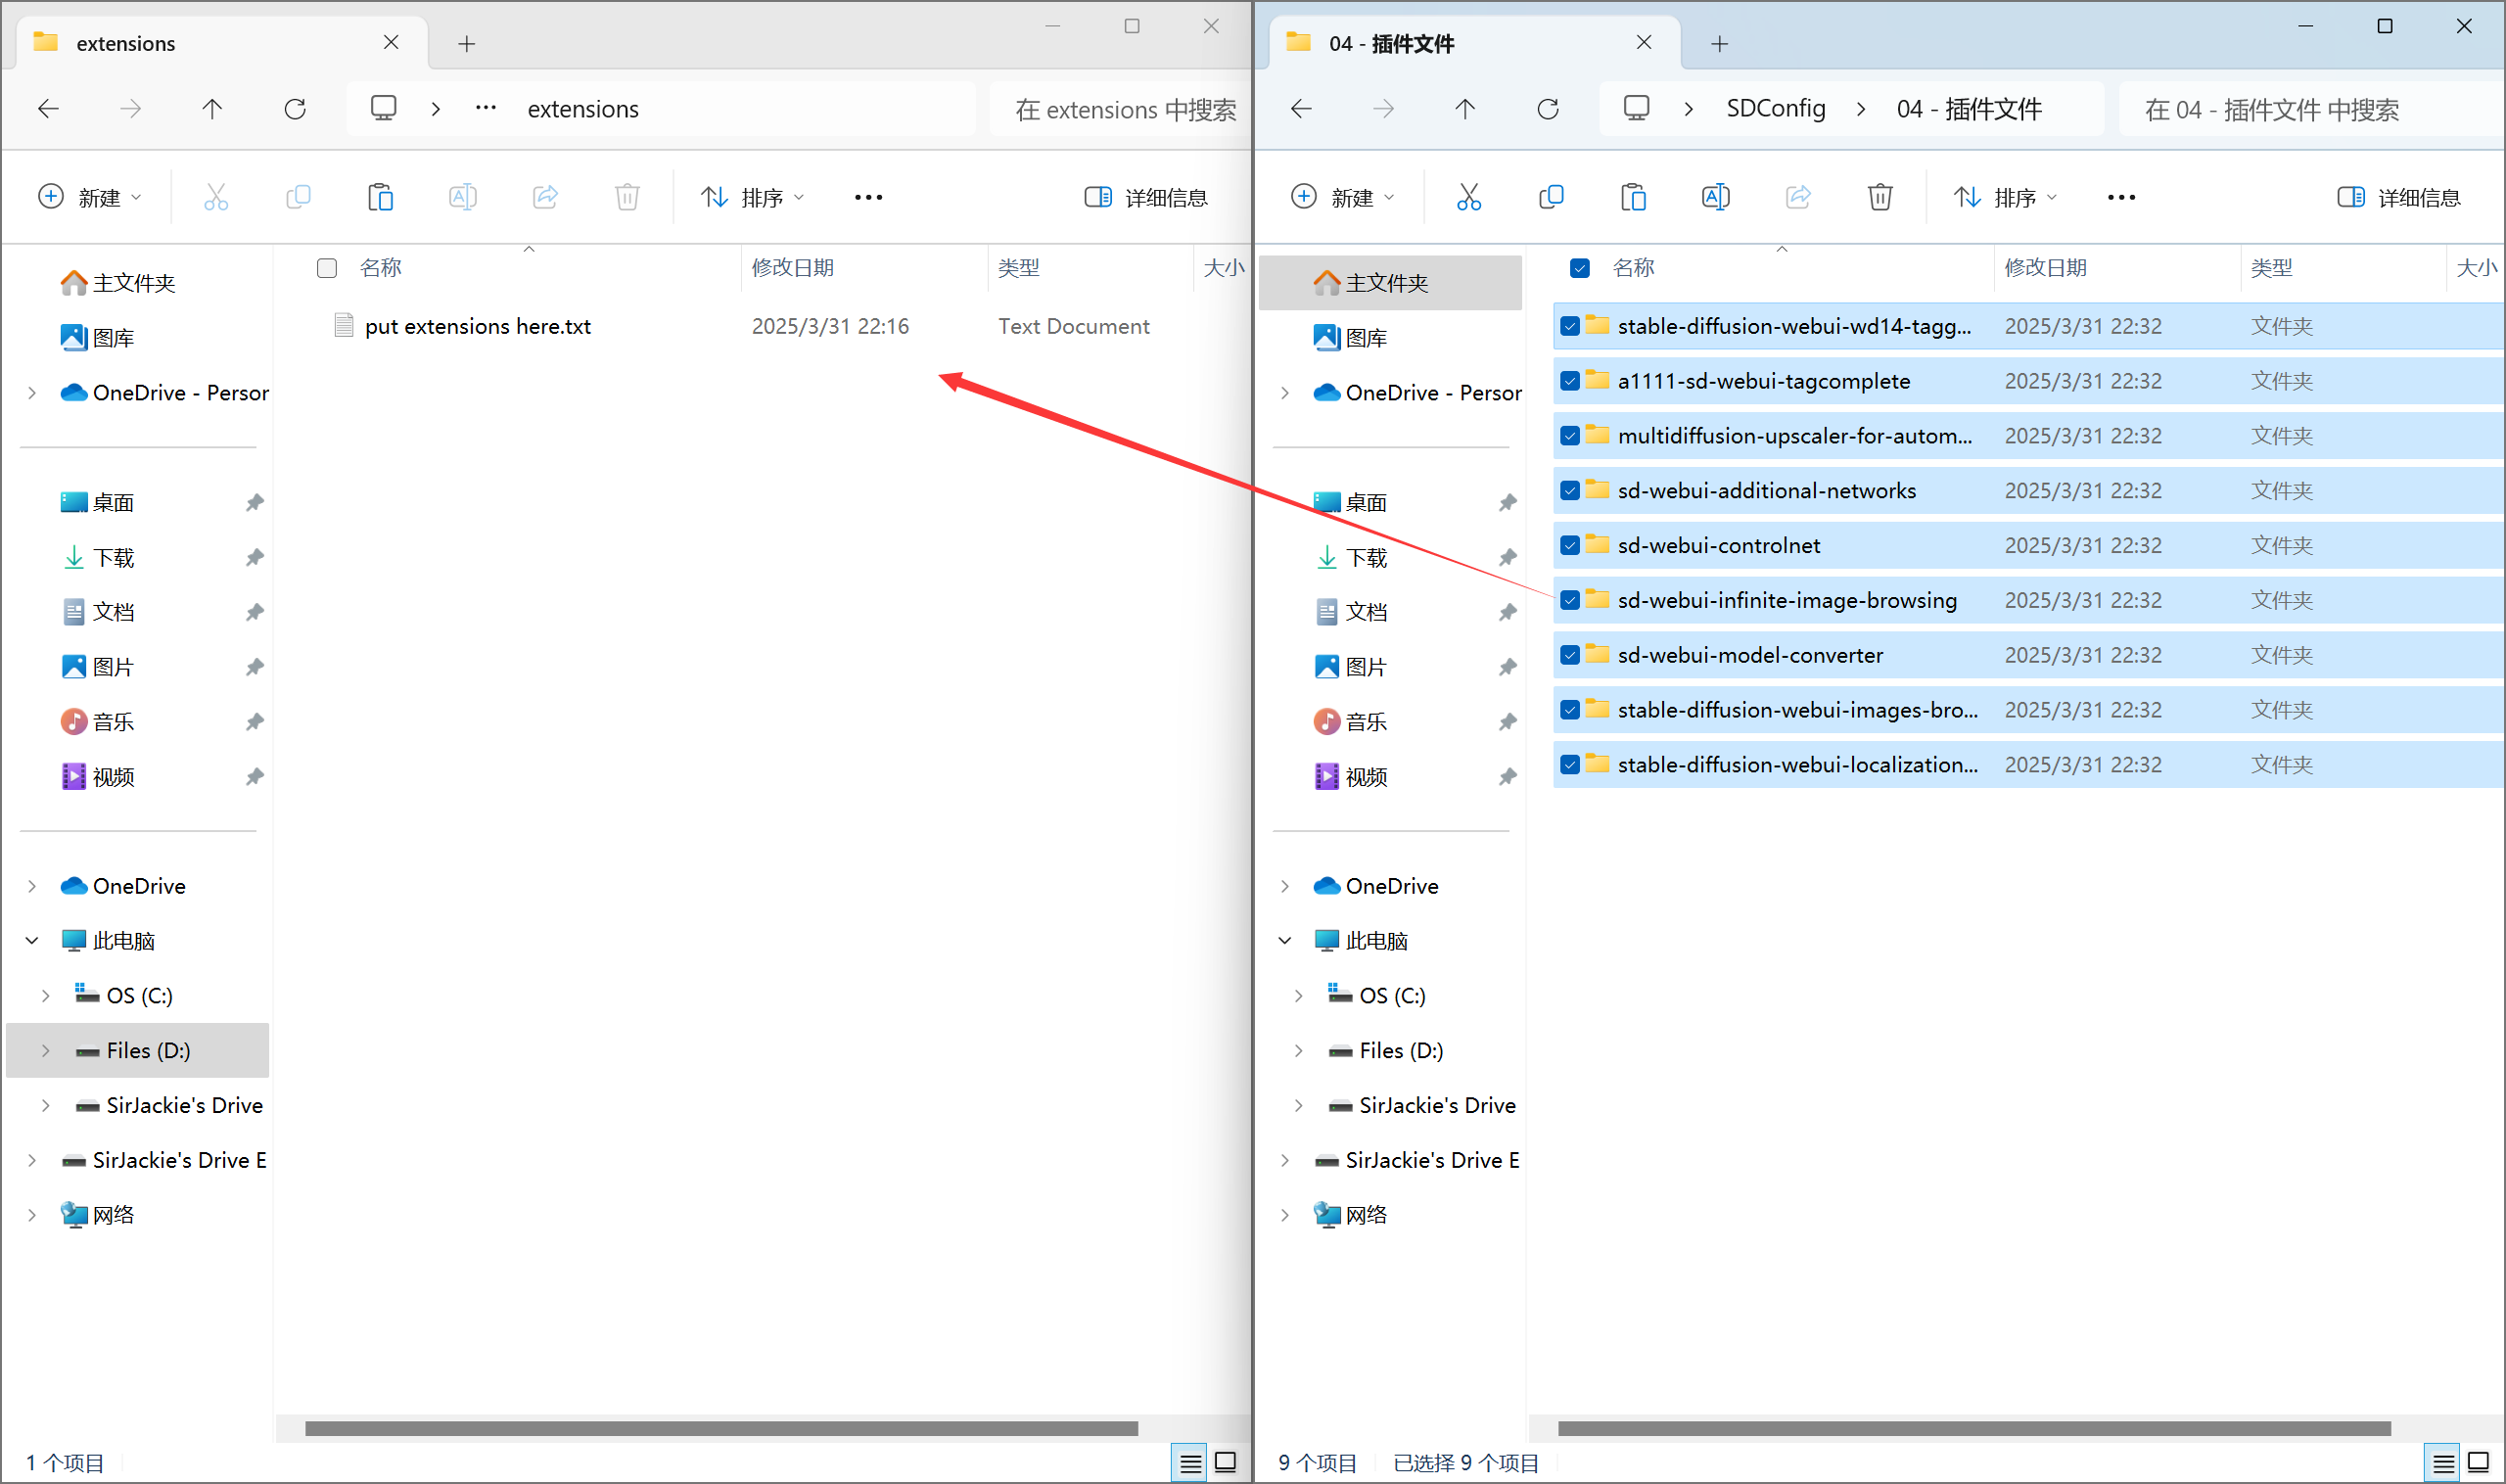 extensions
extensions
在 extensions 中搜索
新建
排序
详细信息
主文件夹
图库
OneDrive - Persor
桌面
下载
文档
图片
音乐
视频
OneDrive
此电脑
OS (C:)
Files (D:)
SirJackie's Drive
SirJackie's Drive E
网络
名称 修改日期 类型 大小
put extensions here.txt 2025/3/31 22:16 Text Document
1 个项目
04 - 插件文件
SDConfig 04 - 插件文件
在 04 - 插件文件 中搜索
新建
排序
详细信息
主文件夹
图库
OneDrive - Persor
桌面
下载
文档
图片
音乐
视频
OneDrive
此电脑
OS (C:)
Files (D:)
SirJackie's Drive
SirJackie's Drive E
网络
名称 修改日期 类型 大小
stable-diffusion-webui-wd14-tagg... 2025/3/31 22:32 文件夹
a1111-sd-webui-tagcomplete 2025/3/31 22:32 文件夹
multidiffusion-upscaler-for-autom... 2025/3/31 22:32 文件夹
sd-webui-additional-networks 2025/3/31 22:32 文件夹
sd-webui-controlnet 2025/3/31 22:32 文件夹
sd-webui-infinite-image-browsing 2025/3/31 22:32 文件夹
sd-webui-model-converter 2025/3/31 22:32 文件夹
stable-diffusion-webui-images-bro... 2025/3/31 22:32 文件夹
stable-diffusion-webui-localization... 2025/3/31 22:32 文件夹
9 个项目 已选择 9 个项目